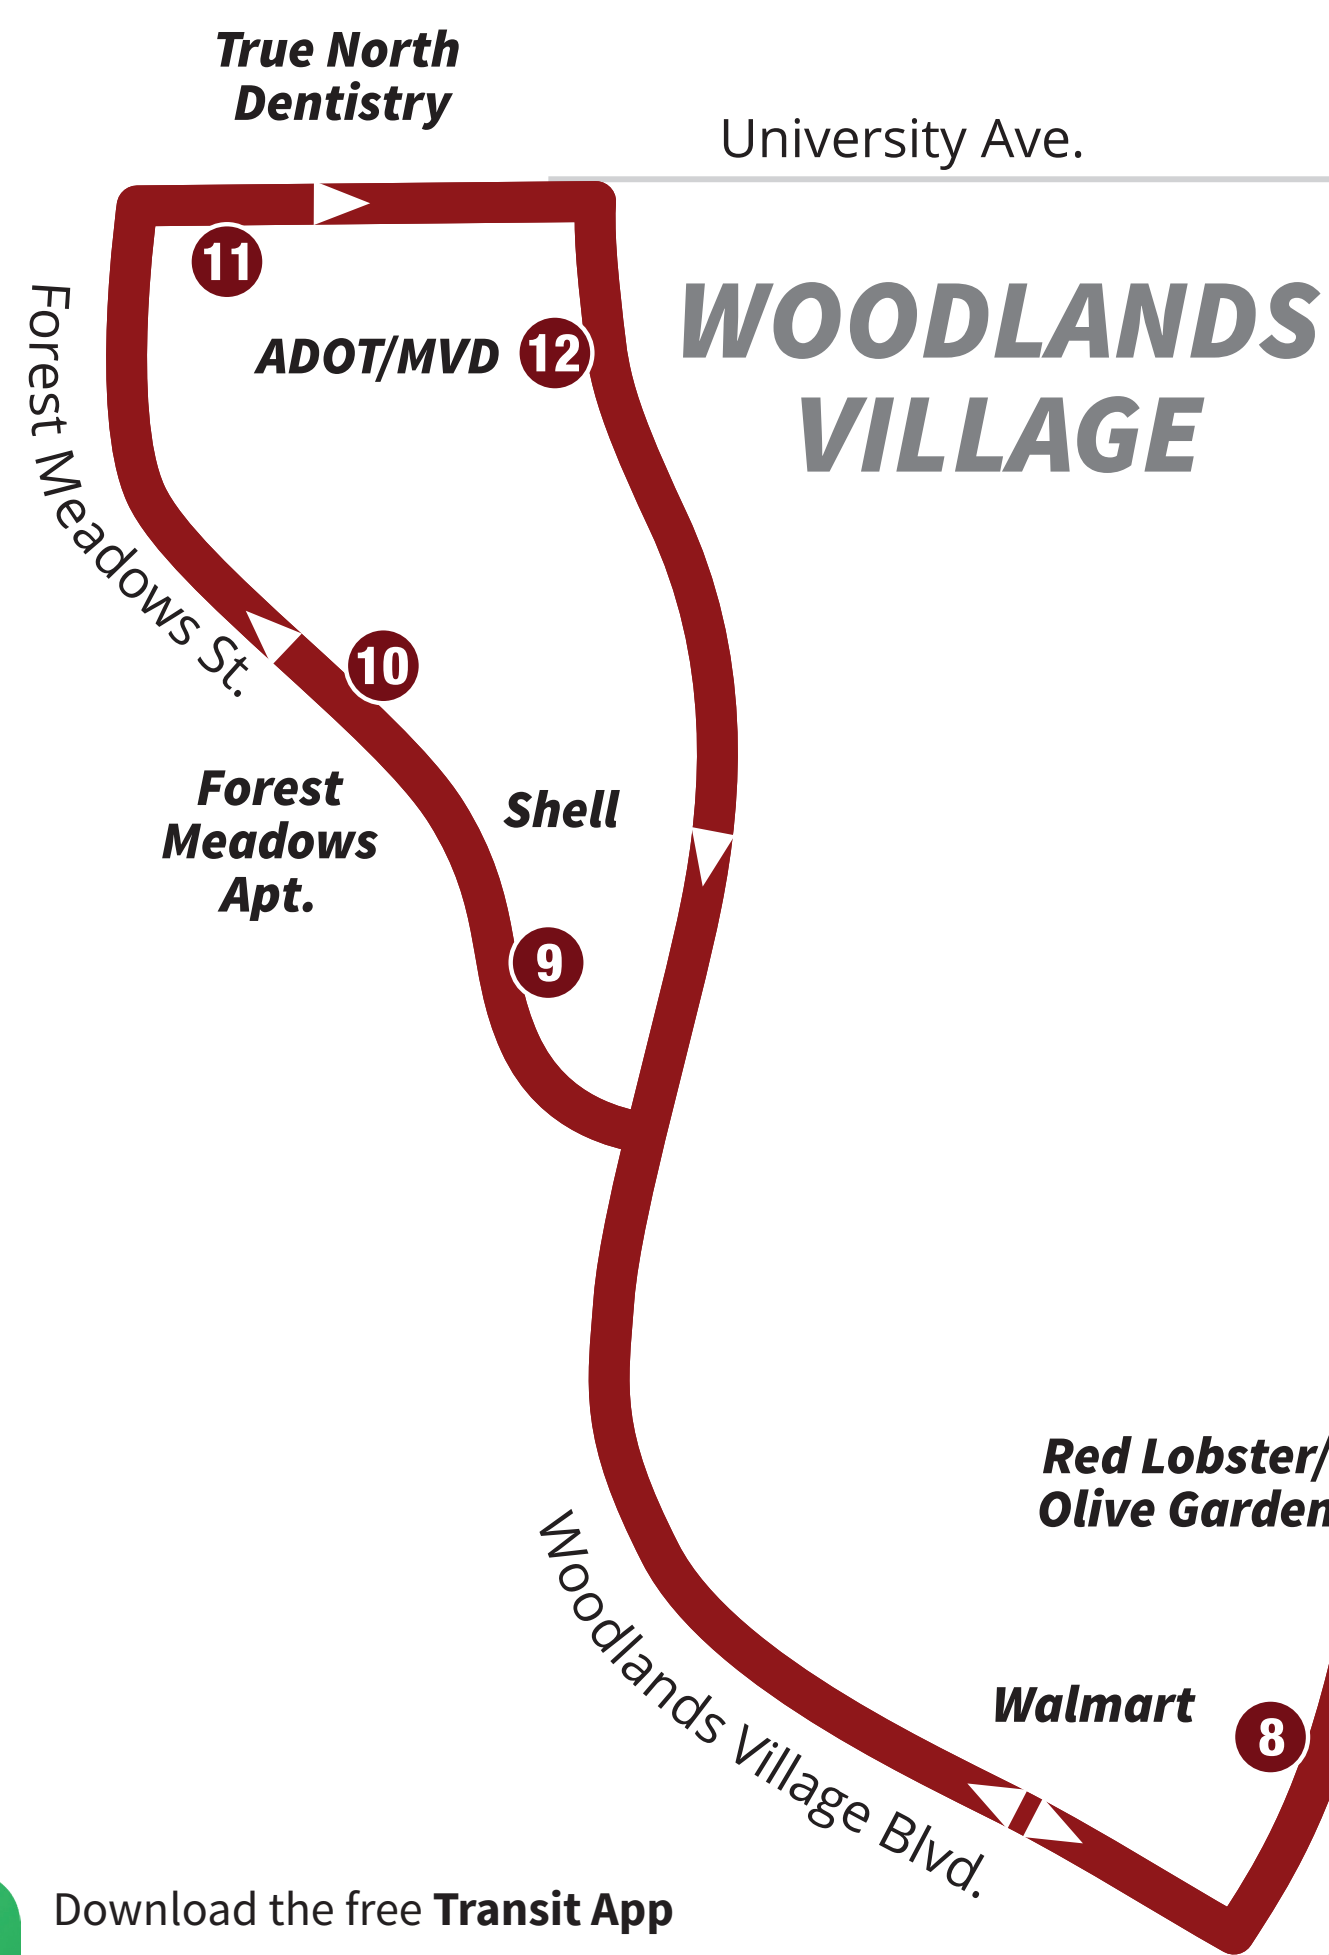 True North
Dentistry
University Ave.
11
WOODLANDS
VILLAGE
ADOT/MVD
12
Forest Meadows St.
10
Forest
Meadows
Apt.
Shell
9
Red Lobster/
Olive Garden
Woodlands Village Blvd.
Walmart
8
Download the free Transit App